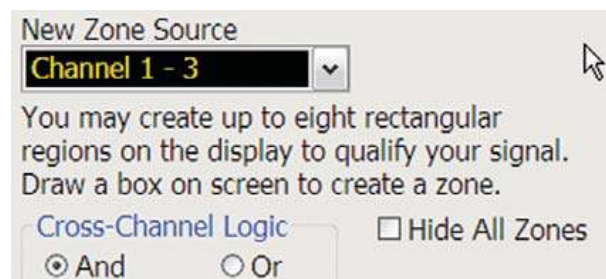 New Zone Source
Channel 1 - 3
You may create up to eight rectangular
regions on the display to qualify your signal.
Draw a box on screen to create a zone.
Cross-Channel Logic
Hide All Zones
And Or